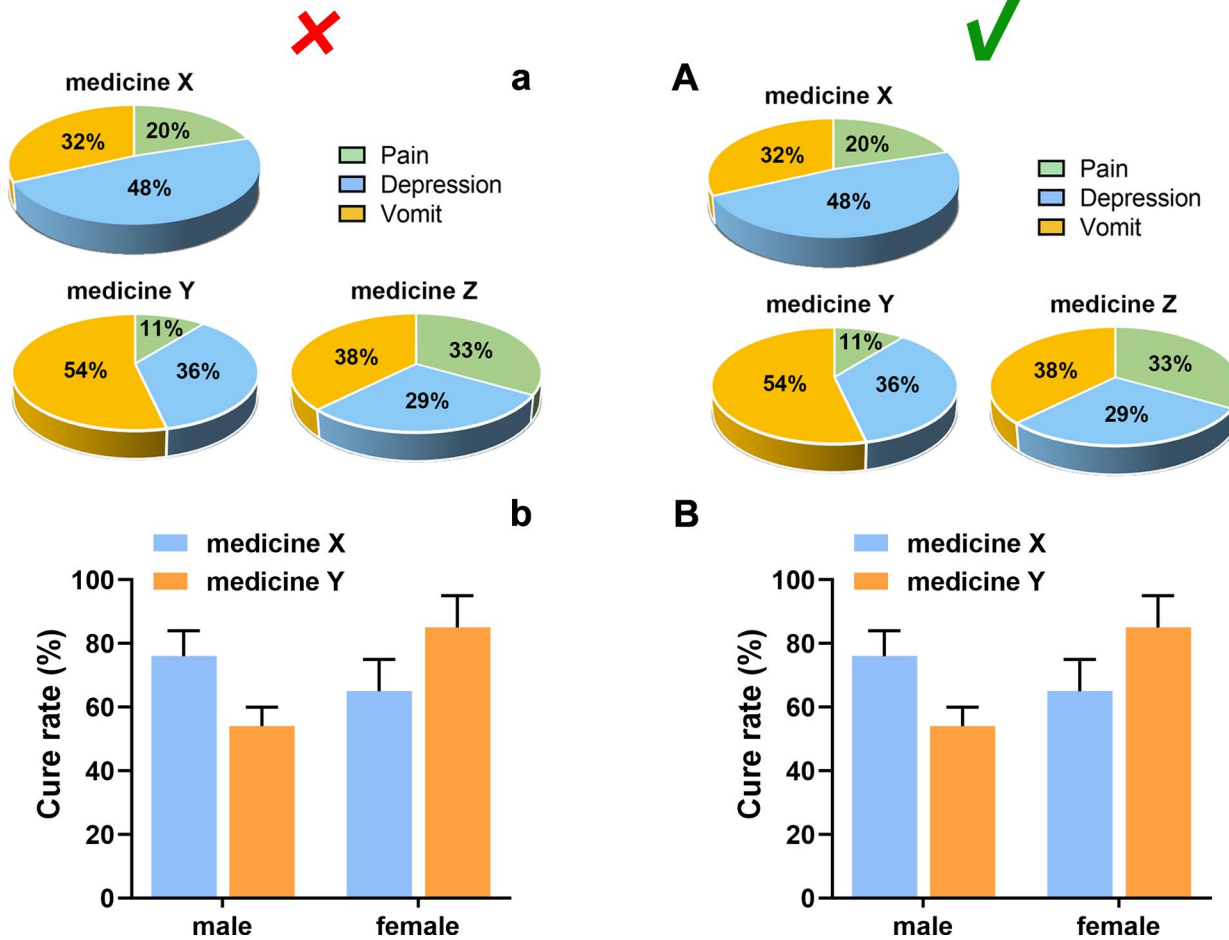 a
medicine X
32%
20%
48%
Pain
Depression
Vomit
medicine Y
11%
54%
36%
medicine Z
38%
33%
29%
b
medicine X
medicine Y
Cure rate (%)
100
80
60
40
20
0
male
female
A
medicine X
32%
20%
48%
Pain
Depression
Vomit
medicine Y
11%
54%
36%
medicine Z
38%
33%
29%
B
medicine X
medicine Y
Cure rate (%)
100
80
60
40
20
0
male
female